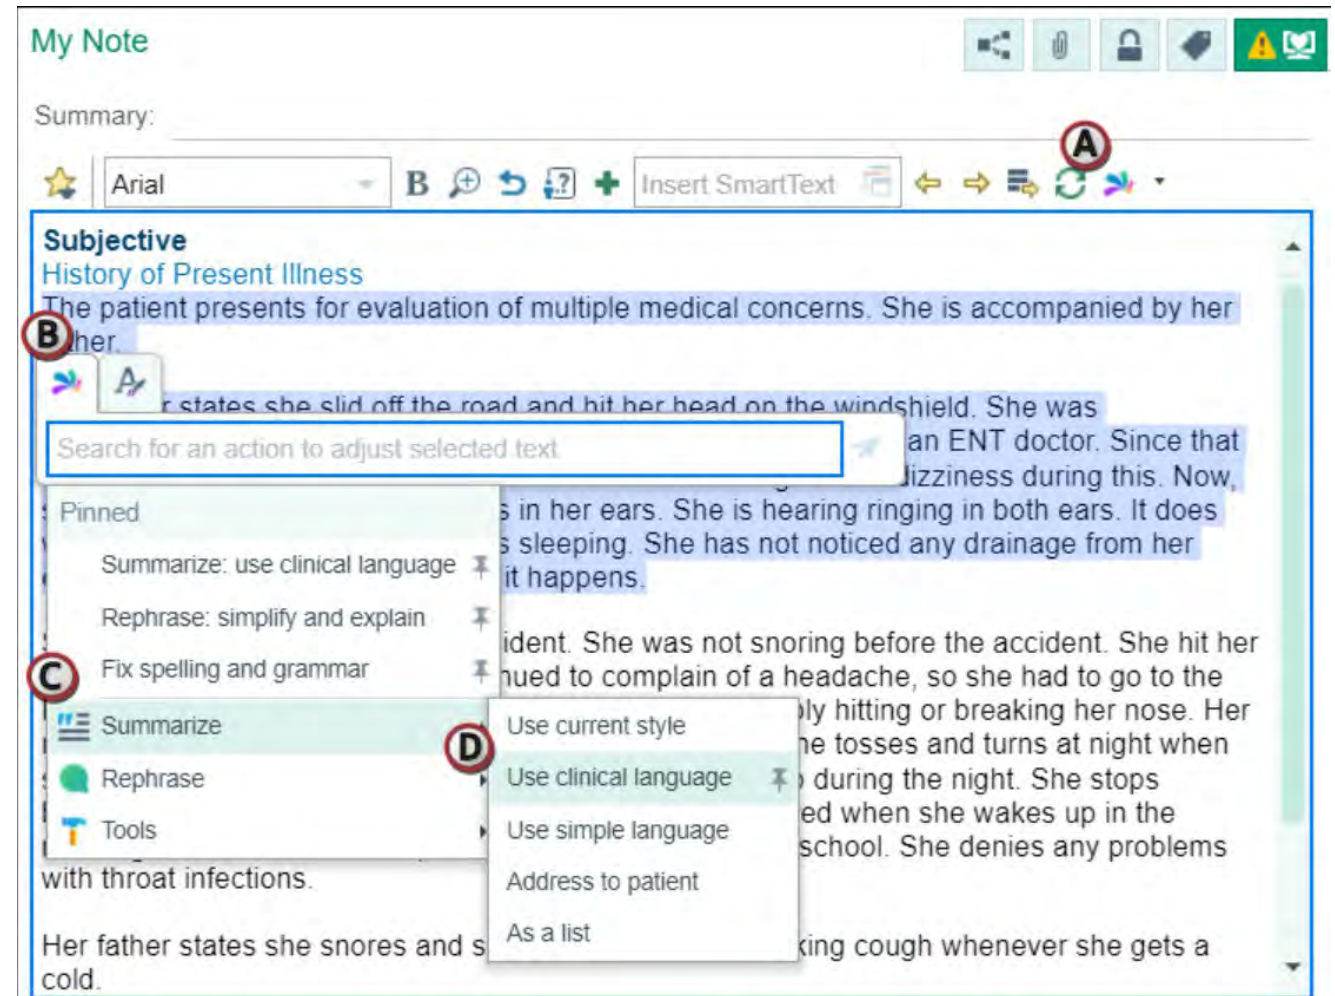 My Note
Summary:
A
Arial
B
Insert SmartText
Subjective
History of Present Illness
The patient presents for evaluation of multiple medical concerns. She is accompanied by her
B
ther.
A
states she slid off the road and hit her head on the windshield. She was
Search for an action to adjust selected text
an ENT doctor. Since that
dizziness during this. Now,
Pinned
in her ears. She is hearing ringing in both ears. It does
sleeping. She has not noticed any drainage from her
Summarize: use clinical language
it happens.
Rephrase: simplify and explain
ident. She was not snoring before the accident. She hit her
C
Fix spelling and grammar
nued to complain of a headache, so she had to go to the
Summarize
D
Use current style
bly hitting or breaking her nose. Her
he tosses and turns at night when
Rephrase
Use clinical language
during the night. She stops
ed when she wakes up in the
Tools
Use simple language
school. She denies any problems
with throat infections.
Address to patient
As a list
Her father states she snores and s
king cough whenever she gets a
cold.